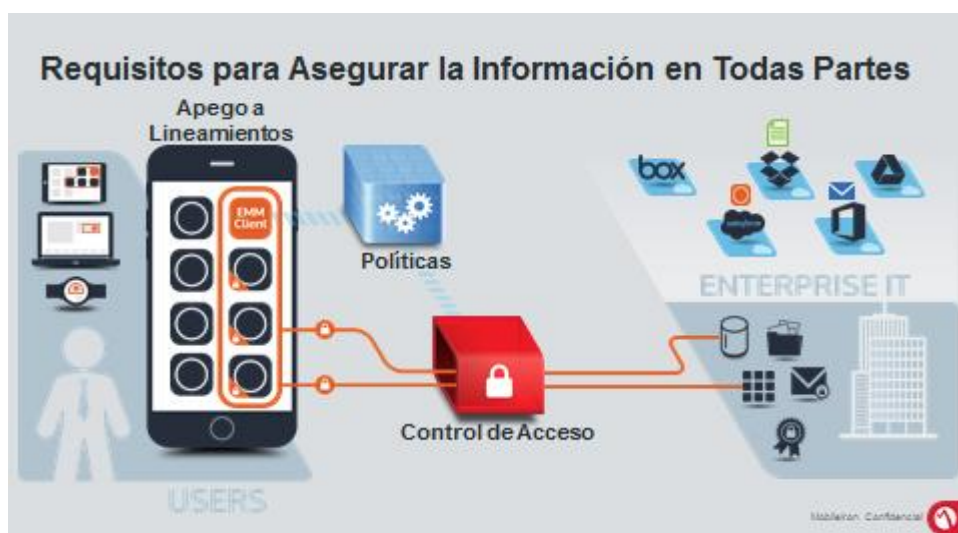 Requisitos para Asegurar la Información en Todas Partes
Apego a
Lineamientos
EMM
Client
Políticas
box
ENTERPRISE IT
Control de Acceso
USERS
MobileIron Confidencial